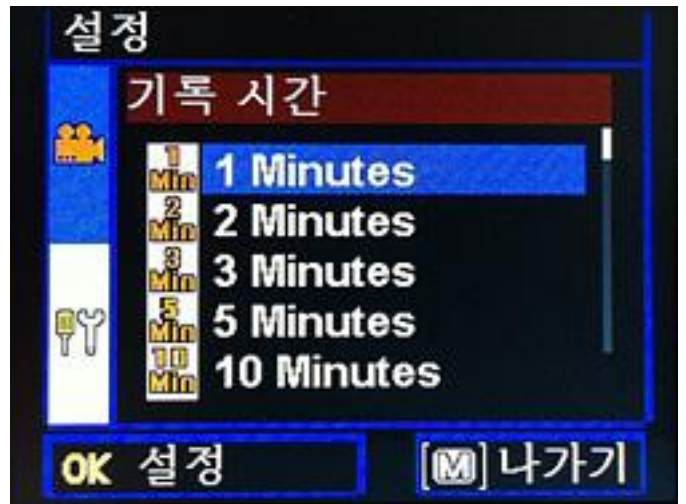 설정
기록 시간
1 Min 1 Minutes
2 Min 2 Minutes
3 Min 3 Minutes
5 Min 5 Minutes
10 Min 10 Minutes
OK 설정 [M] 나가기